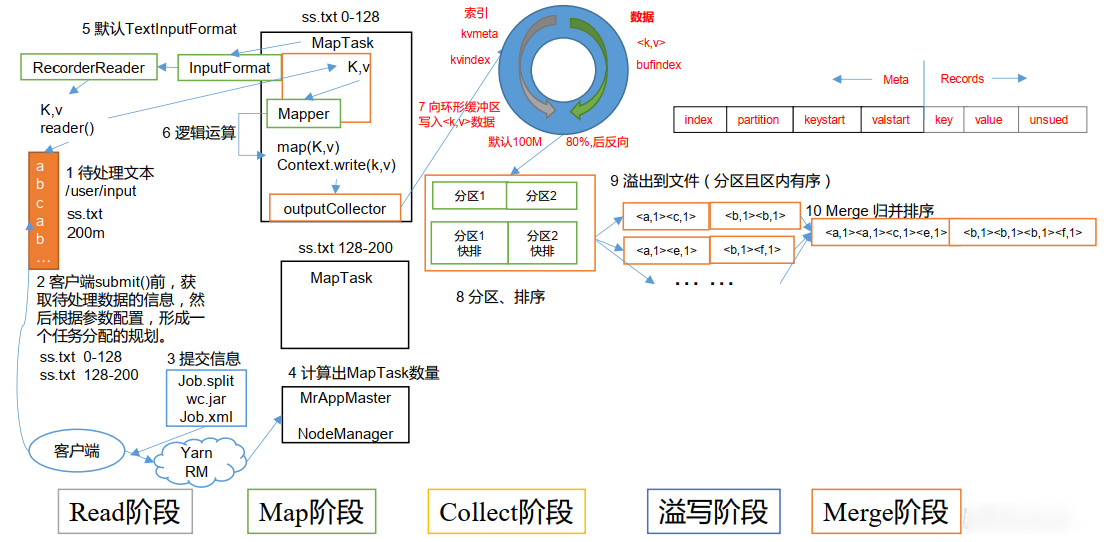 5 默认TextInputFormat
RecorderReader
InputFormat
K,v
reader()
ss.txt 0-128
MapTask
K,v
Mapper
6 逻辑运算
map(K,v)
Context.write(k,v)
outputCollector
a
b
c
a
b
...
1 待处理文本
/user/input
ss.txt
200m
2 客户端submit()前，获
取待处理数据的信息，然
后根据参数配置，形成一
个任务分配的规划。
ss.txt 0-128
ss.txt 128-200
3 提交信息
Job.split
wc.jar
Job.xml
客户端
Yarn
RM
4 计算出MapTask数量
MrAppMaster
NodeManager
ss.txt 128-200
MapTask
索引
kvmeta
kvindex
数据
<k,v>
bufindex
7 向环形缓冲区
写入<k,v>数据
默认100M
80%,后反向
Meta
Records
index
partition
keystart
valstart
key
value
unsued
分区1
分区2
分区1
快排
分区2
快排
8 分区、排序
9 溢出到文件（分区且区内有序）
<a,1><c,1>
<b,1><b,1>
<a,1><e,1>
<b,1><f,1>
... ...
10 Merge 归并排序
<a,1><a,1><c,1><e,1>
<b,1><b,1><b,1><f,1>
Read阶段
Map阶段
Collect阶段
溢写阶段
Merge阶段